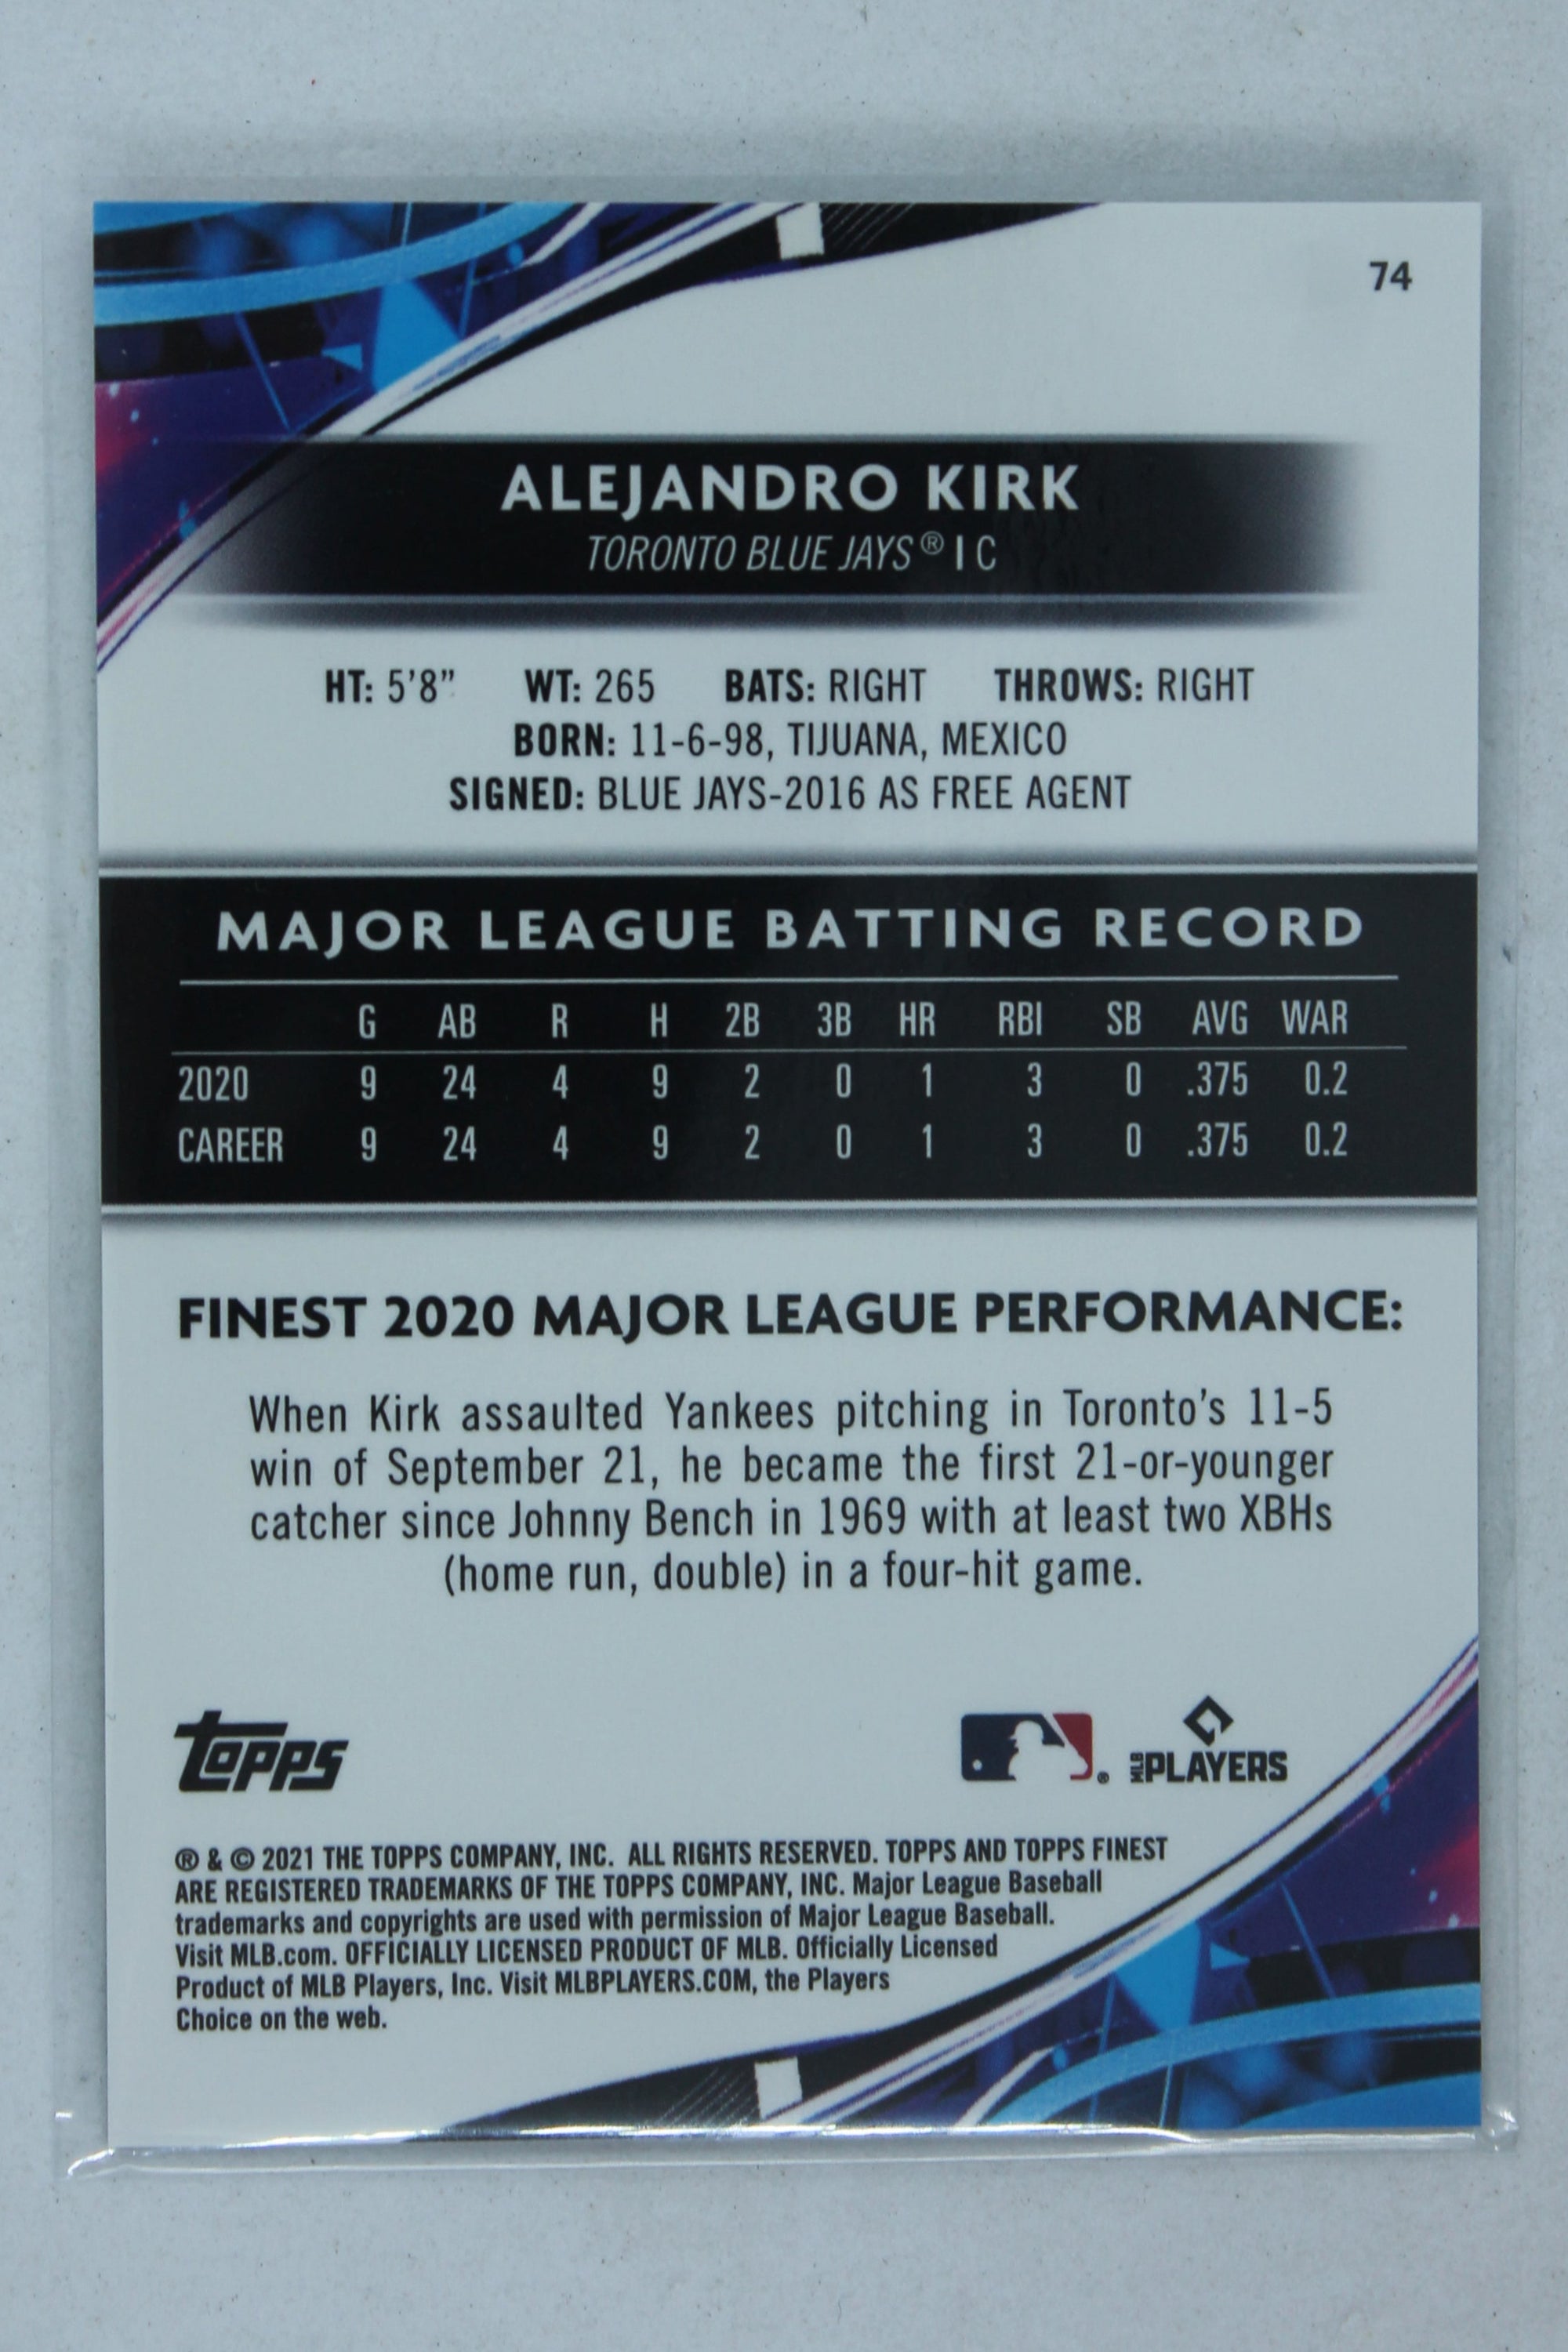 74
ALEJANDRO KIRK
TORONTO BLUE JAYS® | C
HT: 5'8" WT: 265 BATS: RIGHT THROWS: RIGHT
BORN: 11-6-98, TIJUANA, MEXICO
SIGNED: BLUE JAYS-2016 AS FREE AGENT
MAJOR LEAGUE BATTING RECORD
G AB R H 2B 3B HR RBI SB AVG WAR
2020 9 24 4 9 2 0 1 3 0 .375 0.2
CAREER 9 24 4 9 2 0 1 3 0 .375 0.2
FINEST 2020 MAJOR LEAGUE PERFORMANCE:
When Kirk assaulted Yankees pitching in Toronto's 11-5
win of September 21, he became the first 21-or-younger
catcher since Johnny Bench in 1969 with at least two XBHs
(home run, double) in a four-hit game.
Topps
® MLB PLAYERS
® & © 2021 THE TOPPS COMPANY, INC. ALL RIGHTS RESERVED. TOPPS AND TOPPS FINEST
ARE REGISTERED TRADEMARKS OF THE TOPPS COMPANY, INC. Major League Baseball
trademarks and copyrights are used with permission of Major League Baseball.
Visit MLB.com. OFFICIALLY LICENSED PRODUCT OF MLB. Officially Licensed
Product of MLB Players, Inc. Visit MLBPLAYERS.COM, the Players
Choice on the web.